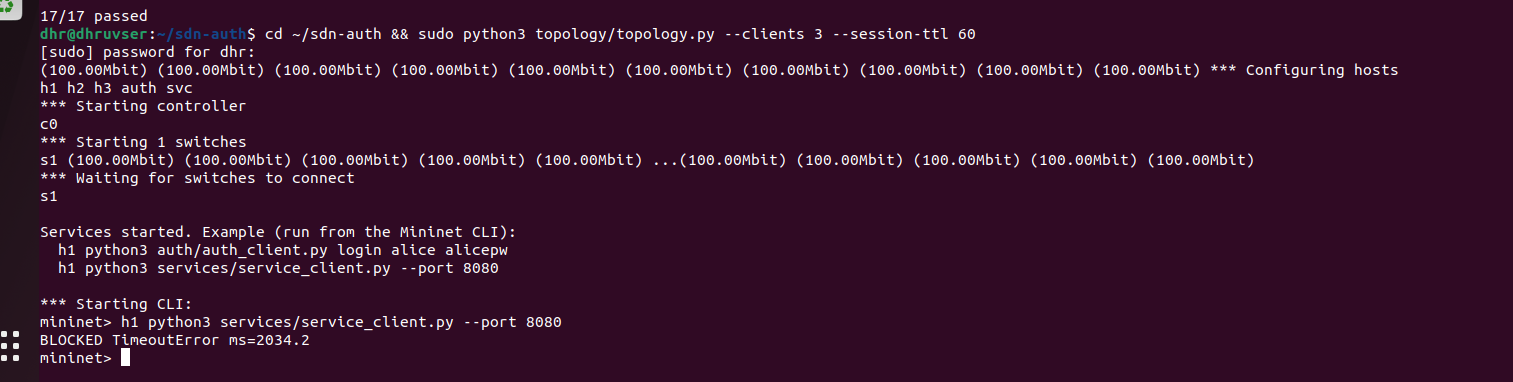 17/17 passed
dhr@dhruvser:~/sdn-auth$ cd ~/sdn-auth && sudo python3 topology/topology.py --clients 3 --session-ttl 60
[sudo] password for dhr:
(100.00Mbit) (100.00Mbit) (100.00Mbit) (100.00Mbit) (100.00Mbit) (100.00Mbit) (100.00Mbit) (100.00Mbit) (100.00Mbit) (100.00Mbit) *** Configuring hosts
h1 h2 h3 auth svc
*** Starting controller
c0
*** Starting 1 switches
s1 (100.00Mbit) (100.00Mbit) (100.00Mbit) (100.00Mbit) (100.00Mbit) ...(100.00Mbit) (100.00Mbit) (100.00Mbit) (100.00Mbit) (100.00Mbit)
*** Waiting for switches to connect
s1
Services started. Example (run from the Mininet CLI):
h1 python3 auth/auth_client.py login alice alicepw
h1 python3 services/service_client.py --port 8080
*** Starting CLI:
mininet> h1 python3 services/service_client.py --port 8080
BLOCKED TimeoutError ms=2034.2
mininet>